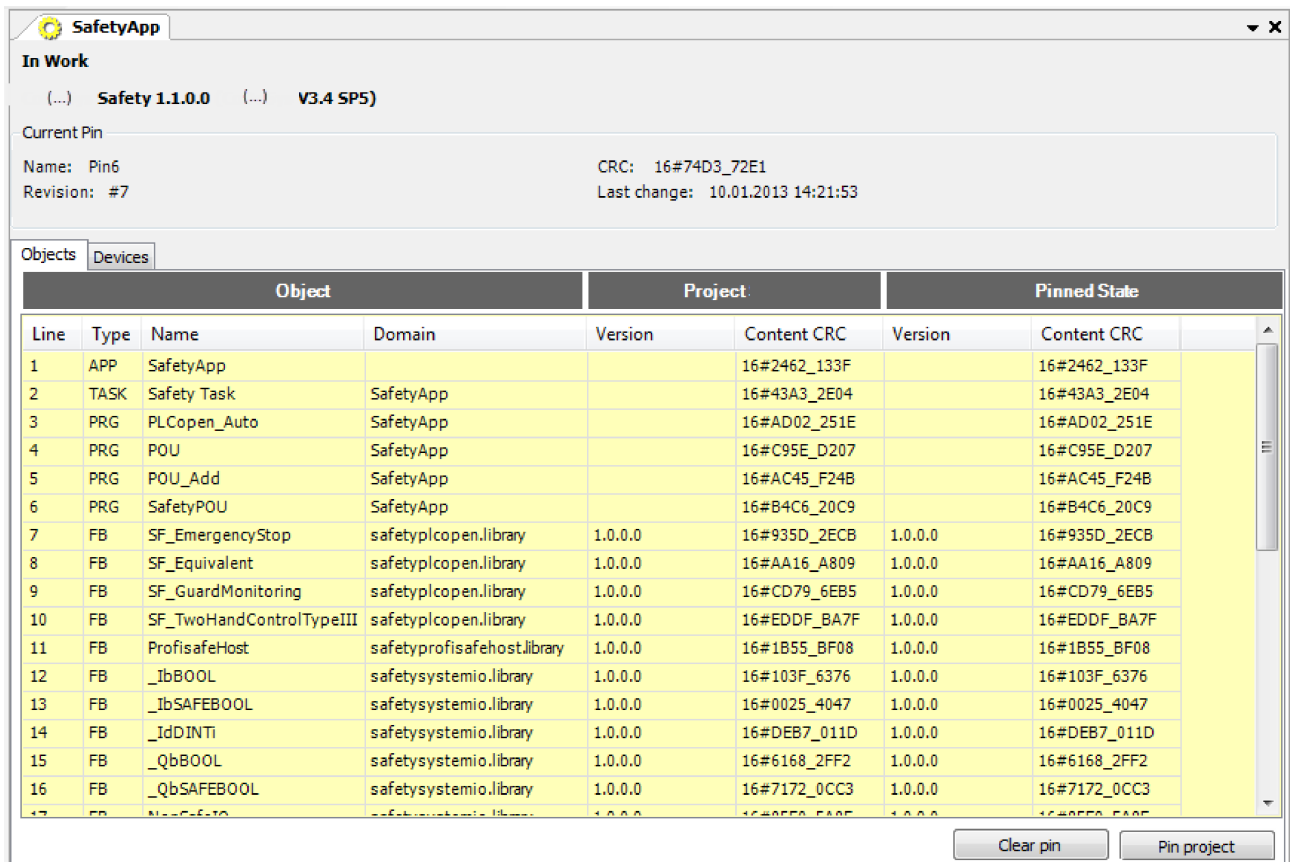 SafetyApp
In Work
(...) Safety 1.1.0.0 (...) V3.4 SP5)
Current Pin
Name: Pin6 CRC: 16#74D3_72E1
Revision: #7 Last change: 10.01.2013 14:21:53
Objects Devices
Object Project Pinned State
Line Type Name Domain Version Content CRC Version Content CRC
1 APP SafetyApp 16#2462_133F 16#2462_133F
2 TASK Safety Task SafetyApp 16#43A3_2E04 16#43A3_2E04
3 PRG PLCopen_Auto SafetyApp 16#AD02_251E 16#AD02_251E
4 PRG POU SafetyApp 16#C95E_D207 16#C95E_D207
5 PRG POU_Add SafetyApp 16#AC45_F24B 16#AC45_F24B
6 PRG SafetyPOU SafetyApp 16#B4C6_20C9 16#B4C6_20C9
7 FB SF_EmergencyStop safetyplcopen.library 1.0.0.0 16#935D_2ECB 1.0.0.0 16#935D_2ECB
8 FB SF_Equivalent safetyplcopen.library 1.0.0.0 16#AA16_A809 1.0.0.0 16#AA16_A809
9 FB SF_GuardMonitoring safetyplcopen.library 1.0.0.0 16#CD79_6EB5 1.0.0.0 16#CD79_6EB5
10 FB SF_TwoHandControlTypeIII safetyplcopen.library 1.0.0.0 16#EDDF_BA7F 1.0.0.0 16#EDDF_BA7F
11 FB ProfisafeHost safetyprofisafehost.library 1.0.0.0 16#1B55_BF08 1.0.0.0 16#1B55_BF08
12 FB _IbBOOL safetysystemio.library 1.0.0.0 16#103F_6376 1.0.0.0 16#103F_6376
13 FB _IbSAFEBOOL safetysystemio.library 1.0.0.0 16#0025_4047 1.0.0.0 16#0025_4047
14 FB _IdDINTi safetysystemio.library 1.0.0.0 16#DEB7_011D 1.0.0.0 16#DEB7_011D
15 FB _QbBOOL safetysystemio.library 1.0.0.0 16#6168_2FF2 1.0.0.0 16#6168_2FF2
16 FB _QbSAFEBOOL safetysystemio.library 1.0.0.0 16#7172_0CC3 1.0.0.0 16#7172_0CC3
Clear pin Pin project